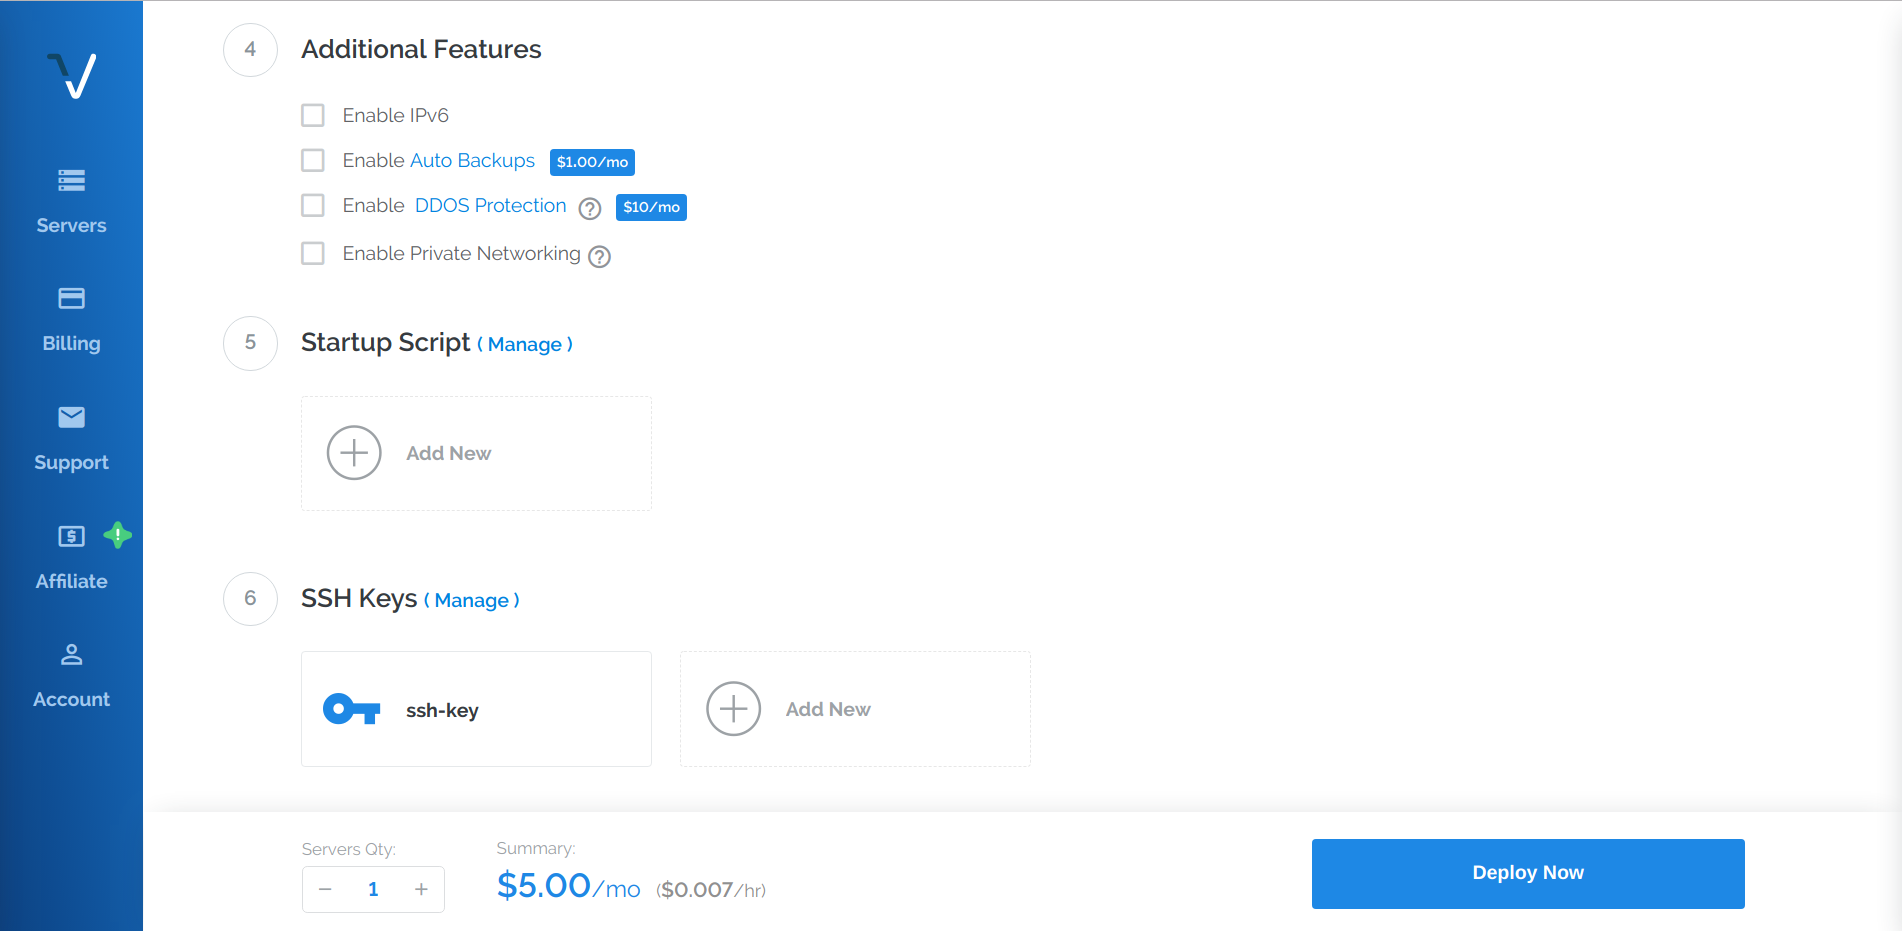 Servers
Billing
Support
Affiliate
Account
4 Additional Features
Enable IPv6
Enable Auto Backups $1.00/mo
Enable DDOS Protection ? $10/mo
Enable Private Networking ?
5 Startup Script ( Manage )
Add New
6 SSH Keys ( Manage )
ssh-key Add New
Servers Qty: Summary:
− 1 + $5.00/mo ($0.007/hr) Deploy Now